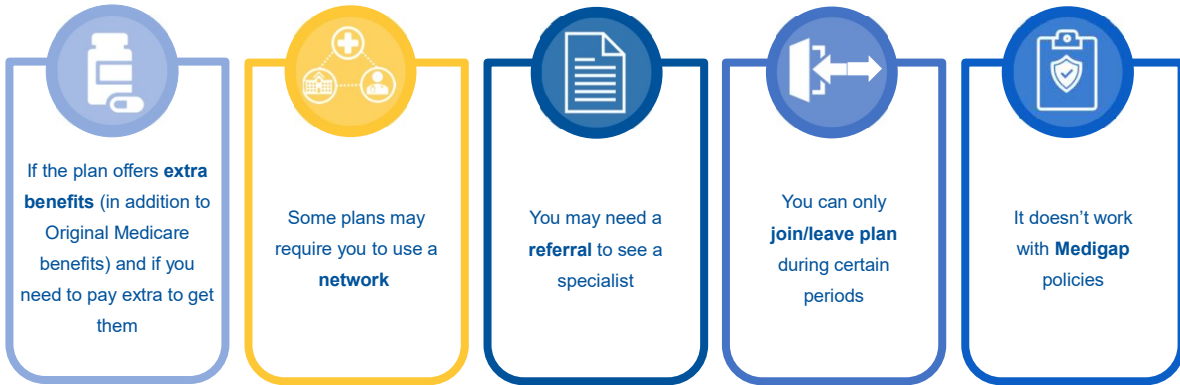 If the plan offers extra
benefits (in addition to
Original Medicare
benefits) and if you
need to pay extra to get
them
Some plans may
require you to use a
network
You may need a
referral to see a
specialist
You can only
join/leave plan
during certain
periods
It doesn’t work
with Medigap
policies